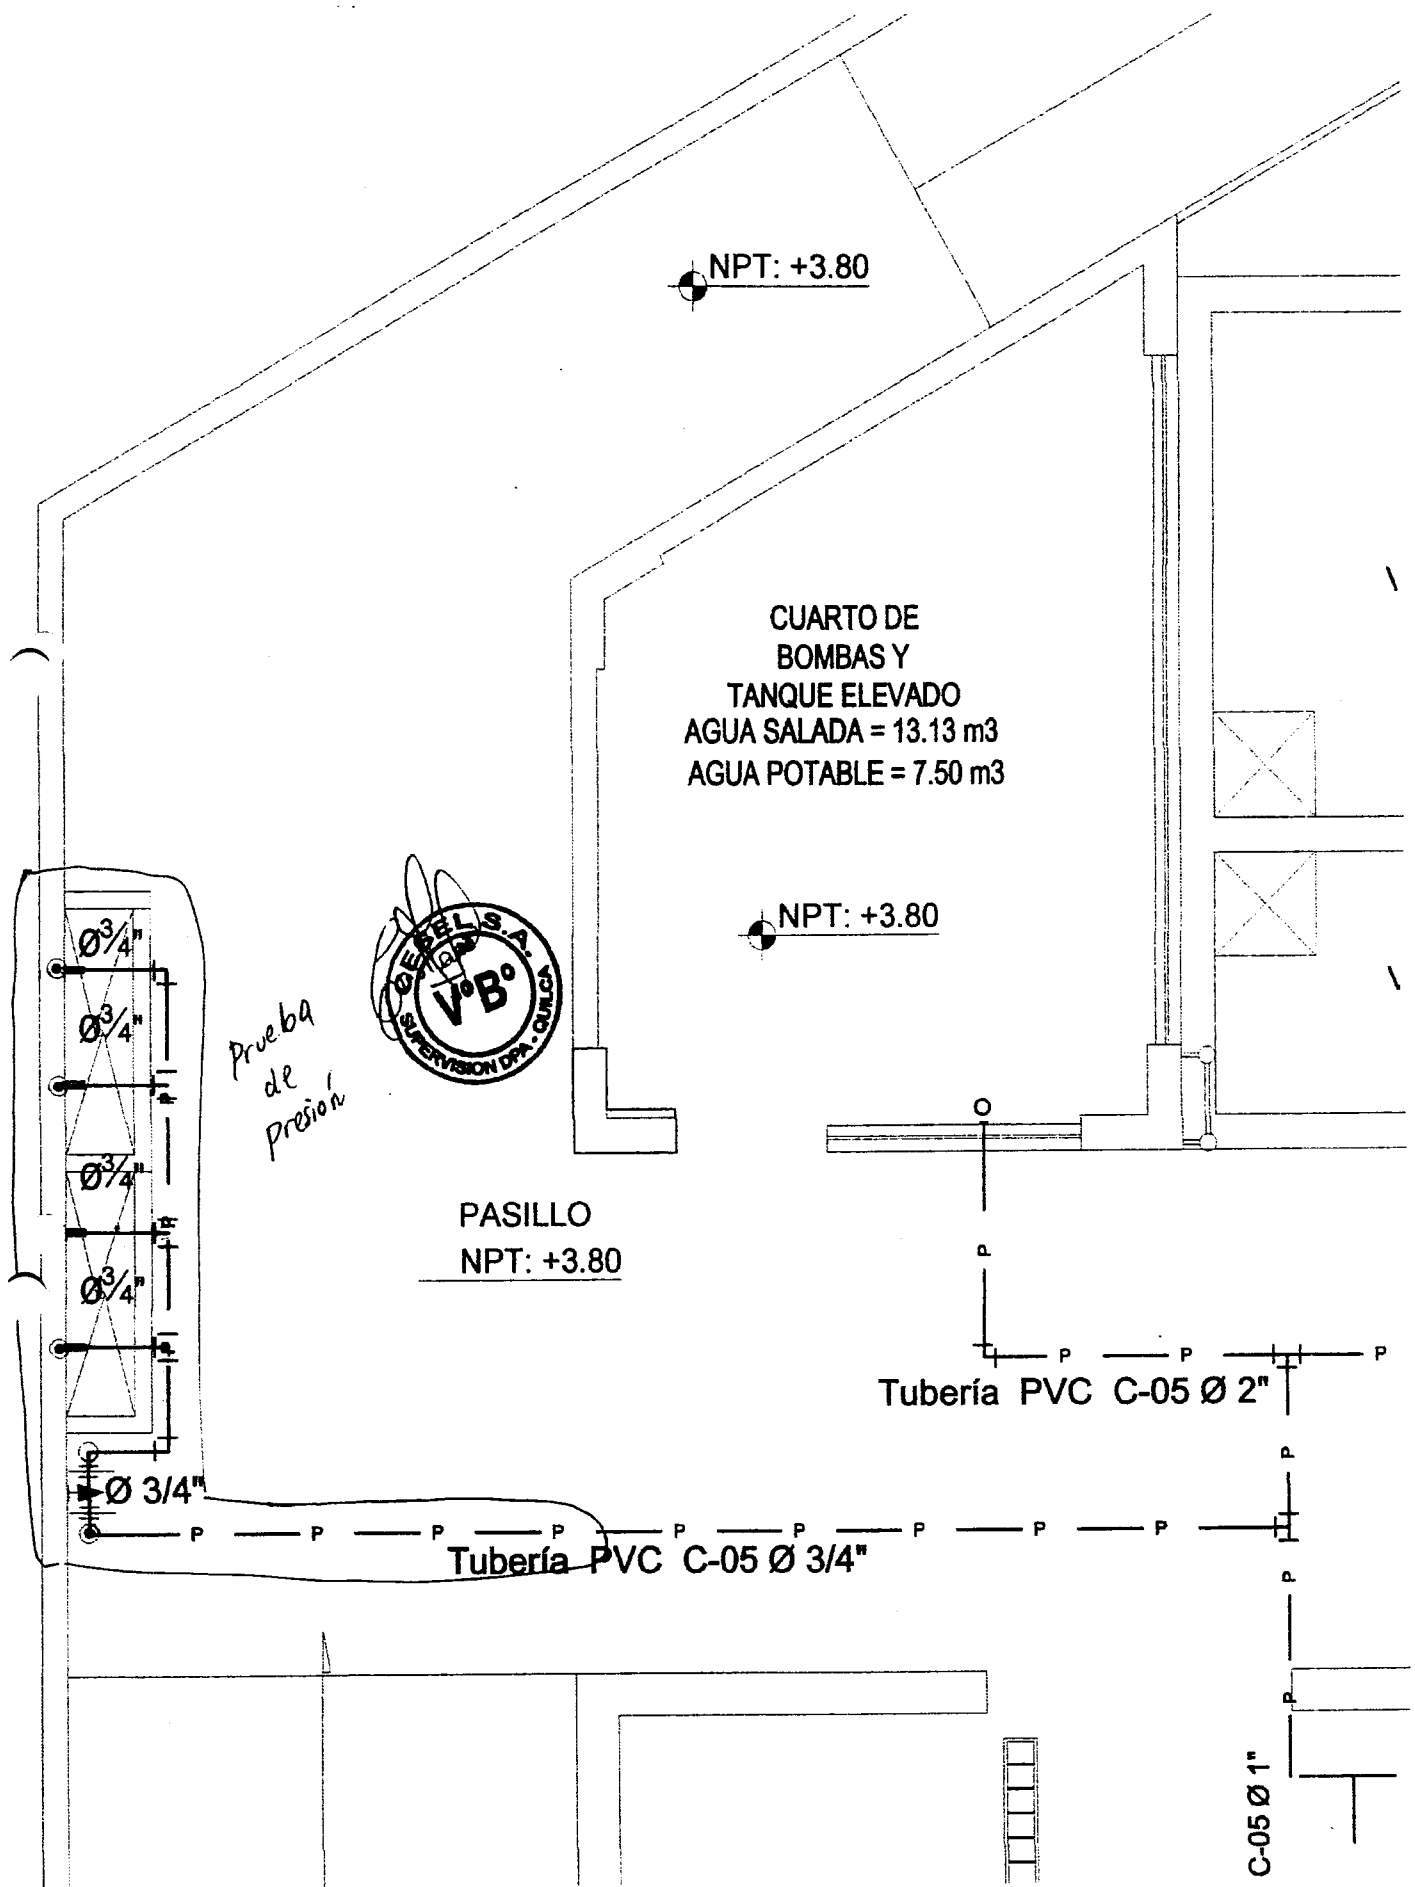 NPT: +3.80
CUARTO DE
BOMBAS Y
TANQUE ELEVADO
AGUA SALADA = 13.13 m3
AGUA POTABLE = 7.50 m3
NPT: +3.80
Ø3/4"
Ø3/4"
Ø3/4"
Ø3/4"
Prueba
de
presión
S.A.
V°B°
SUPERVISION DPA - QUILCA
PASILLO
NPT: +3.80
P
P P P
Tubería PVC C-05 Ø 2"
P
Ø 3/4"
P P P P P P P P P
Tubería PVC C-05 Ø 3/4"
P
P
C-05 Ø 1"